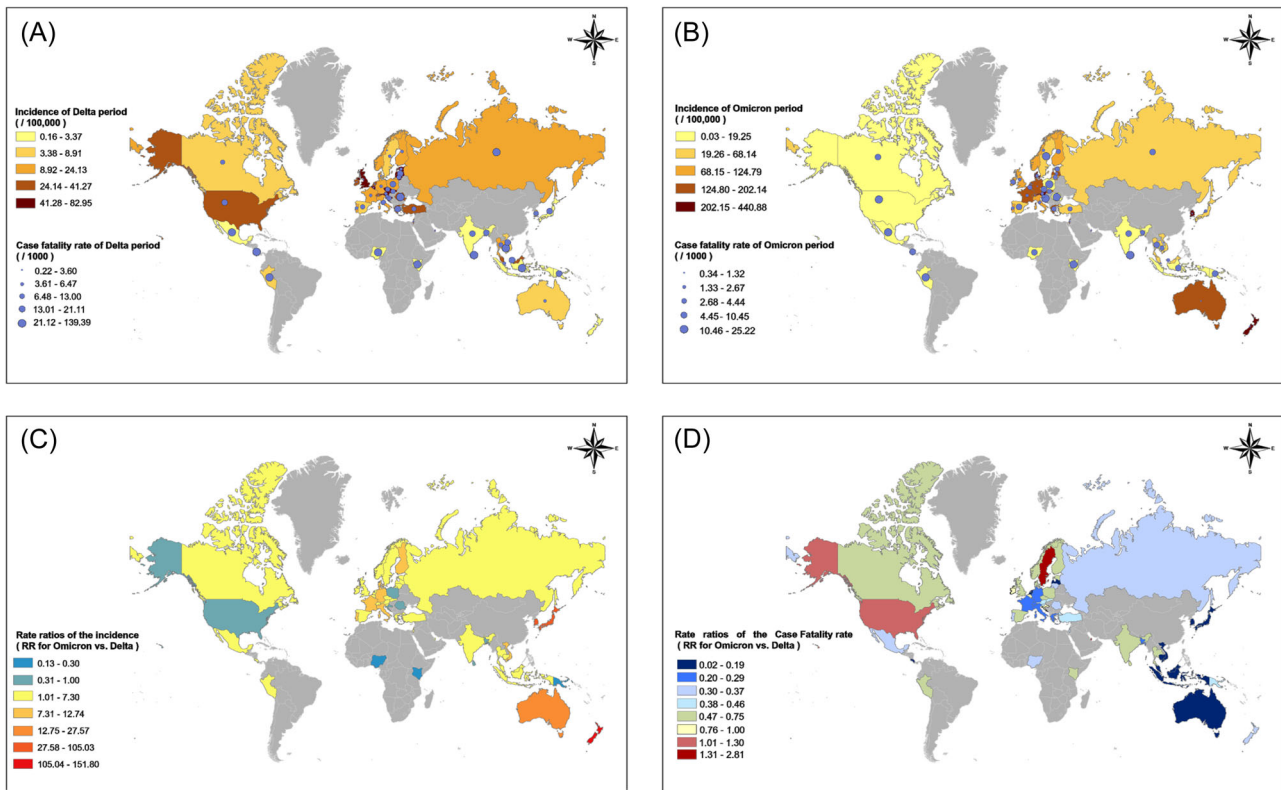 (A)
N
W
E
S
Incidence of Delta period
( / 100,000)
0.16 - 3.37
3.38 - 8.91
8.92 - 24.13
24.14 - 41.27
41.28 - 82.95
Case fatality rate of Delta period
( / 1000)
0.22 - 3.60
3.61 - 6.47
6.48 - 13.00
13.01 - 21.11
21.12 - 139.39
(B)
N
W
E
S
Incidence of Omicron period
( / 100,000)
0.03 - 19.25
19.26 - 68.14
68.15 - 124.79
124.80 - 202.14
202.15 - 440.88
Case fatality rate of Omicron period
( / 1000)
0.34 - 1.32
1.33 - 2.67
2.68 - 4.44
4.45- 10.45
10.46 - 25.22
(C)
N
W
E
S
Rate ratios of the incidence
( RR for Omicron vs. Delta )
0.13 - 0.30
0.31 - 1.00
1.01 - 7.30
7.31 - 12.74
12.75 - 27.57
27.58 - 105.03
105.04 - 151.80
(D)
N
W
E
S
Rate ratios of the Case Fatality rate
( RR for Omicron vs. Delta )
0.02 - 0.19
0.20 - 0.29
0.30 - 0.37
0.38 - 0.46
0.47 - 0.75
0.76 - 1.00
1.01 - 1.30
1.31 - 2.81